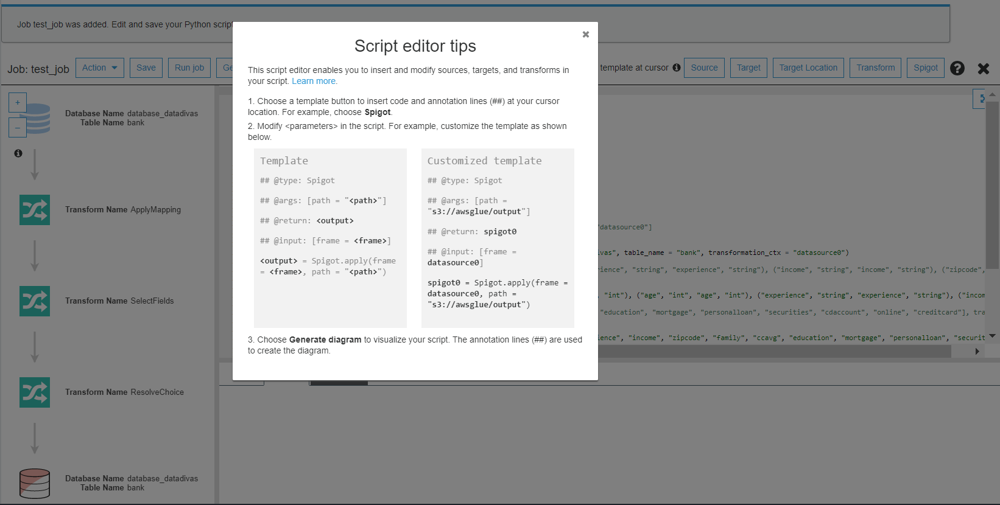 Job test_job was added. Edit and save your Python script
Script editor tips
This script editor enables you to insert and modify sources, targets, and transforms in
your script. Learn more.
1. Choose a template button to insert code and annotation lines (##) at your cursor
location. For example, choose Spigot.
2. Modify <parameters> in the script. For example, customize the template as shown
below.
Template
## @type: Spigot
## @args: [path = "<path>"]
## @return: <output>
## @input: [frame = <frame>]
<output> = Spigot.apply(frame
= <frame>, path = "<path>")
Customized template
## @type: Spigot
## @args: [path =
"s3://awsglue/output"]
## @return: spigot0
## @input: [frame =
datasource0]
spigot0 = Spigot.apply(frame =
datasource0, path =
"s3://awsglue/output")
3. Choose Generate diagram to visualize your script. The annotation lines (##) are used
to create the diagram.
Job: test_job Action Save Run job Ge
template at cursor Source Target Target Location Transform Spigot ?
+
−
Database Name database_datadivas
Table Name bank
Transform Name ApplyMapping
Transform Name SelectFields
Transform Name ResolveChoice
Database Name database_datadivas
Table Name bank
"datasource0"]
ivas", table_name = "bank", transformation_ctx = "datasource0")
rience", "string", "experience", "string"), ("income", "string", "income", "string"), ("zipcode",
"int"), ("age", "int", "age", "int"), ("experience", "string", "experience", "string"), ("incom
"education", "mortgage", "personalloan", "securities", "cdaccount", "online", "creditcard"], tra
ience", "income", "zipcode", "family", "ccavg", "education", "mortgage", "personalloan", "securit